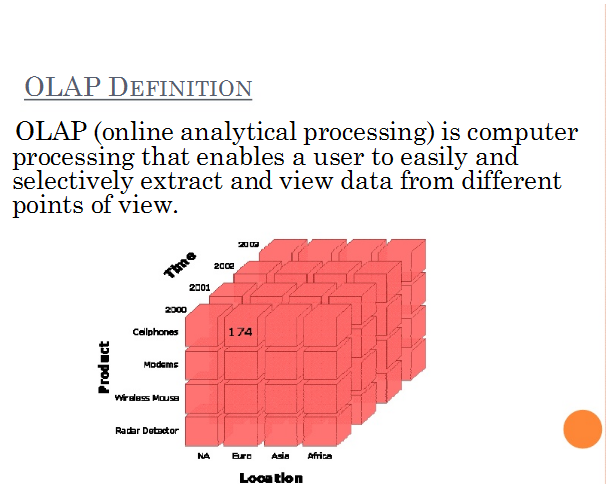 OLAP DEFINITION
OLAP (online analytical processing) is computer
processing that enables a user to easily and
selectively extract and view data from different
points of view.
Time
2003
2002
2001
2000
Product
Cellphones
174
Modems
Wireless Mouse
Radar Detector
NA Euro Asia Africa
Location